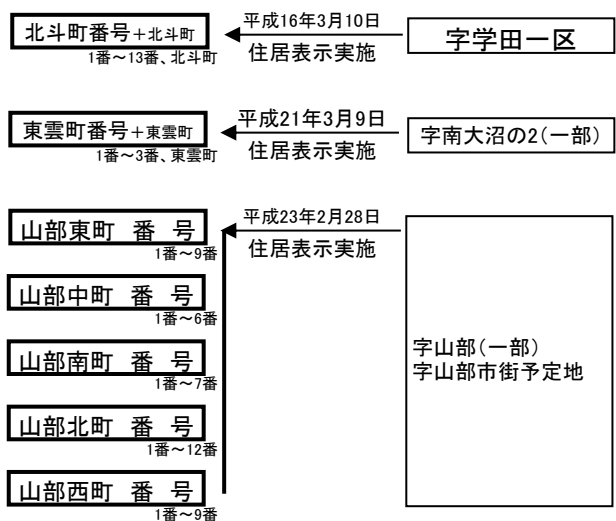 北斗町番号+北斗町
平成16年3月10日
字学田一区
1番~13番、北斗町
住居表示実施
東雲町番号+東雲町
平成21年3月9日
字南大沼の2(一部)
1番~3番、東雲町
住居表示実施
山部東町 番 号
平成23年2月28日
1番~9番
住居表示実施
山部中町 番 号
1番~6番
山部南町 番 号
1番~7番
字山部(一部)
字山部市街予定地
山部北町 番 号
1番~12番
山部西町 番 号
1番~9番